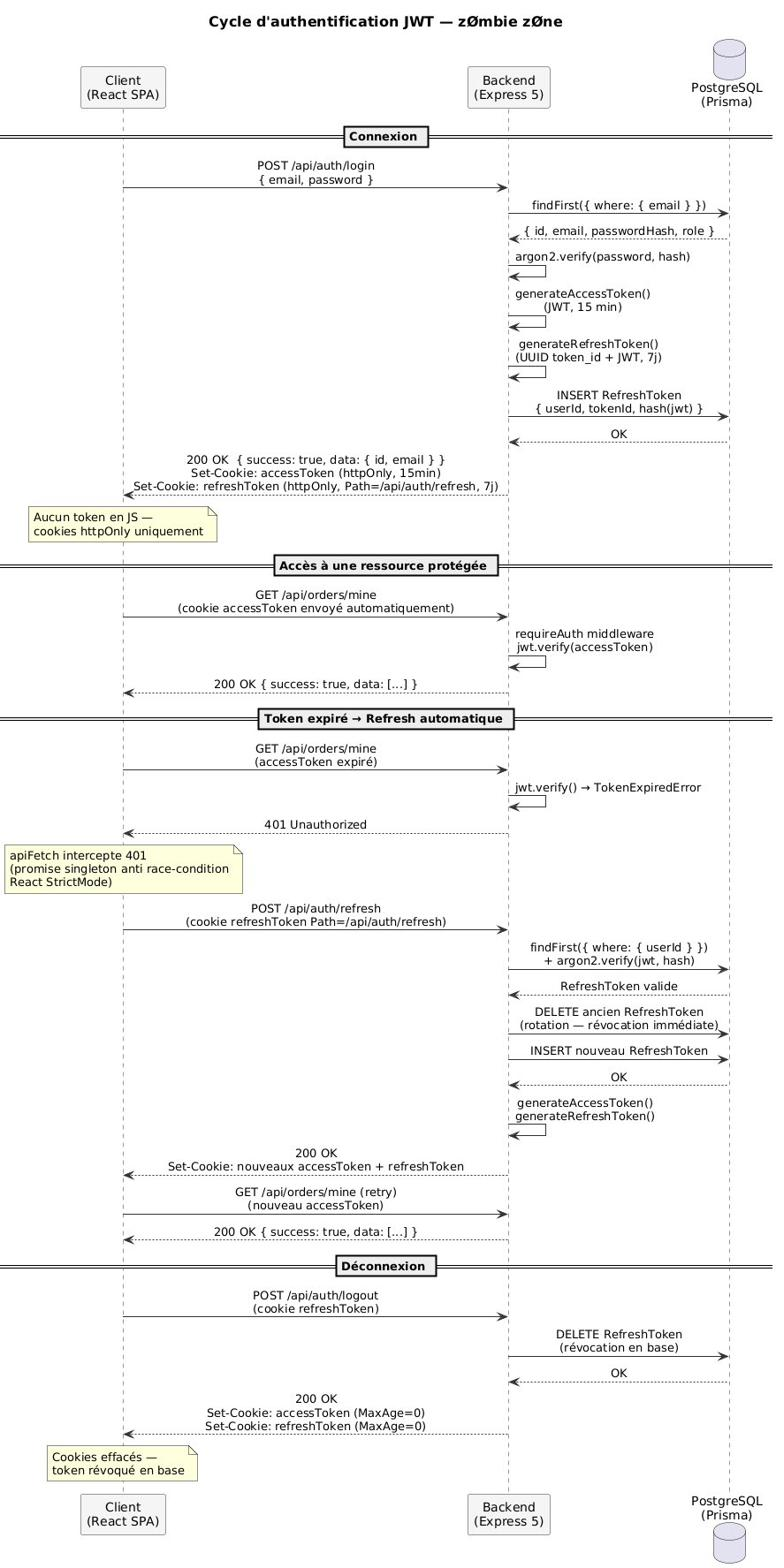 Cycle d'authentification JWT — zØmbie zØne
Client
(React SPA)
Backend
(Express 5)
PostgreSQL
(Prisma)
Connexion
POST /api/auth/login
{ email, password }
findFirst({ where: { email } })
{ id, email, passwordHash, role }
argon2.verify(password, hash)
generateAccessToken()
(JWT, 15 min)
generateRefreshToken()
(UUID token_id + JWT, 7j)
INSERT RefreshToken
{ userId, tokenId, hash(jwt) }
OK
200 OK  { success: true, data: { id, email } }
Set-Cookie: accessToken (httpOnly, 15min)
Set-Cookie: refreshToken (httpOnly, Path=/api/auth/refresh, 7j)
Aucun token en JS —
cookies httpOnly uniquement
Accès à une ressource protégée
GET /api/orders/mine
(cookie accessToken envoyé automatiquement)
requireAuth middleware
jwt.verify(accessToken)
200 OK { success: true, data: [...] }
Token expiré → Refresh automatique
GET /api/orders/mine
(accessToken expiré)
jwt.verify() → TokenExpiredError
401 Unauthorized
apiFetch intercepte 401
(promise singleton anti race-condition
React StrictMode)
POST /api/auth/refresh
(cookie refreshToken Path=/api/auth/refresh)
findFirst({ where: { userId } })
+ argon2.verify(jwt, hash)
RefreshToken valide
DELETE ancien RefreshToken
(rotation — révocation immédiate)
INSERT nouveau RefreshToken
OK
generateAccessToken()
generateRefreshToken()
200 OK
Set-Cookie: nouveaux accessToken + refreshToken
GET /api/orders/mine (retry)
(nouveau accessToken)
200 OK { success: true, data: [...] }
Déconnexion
POST /api/auth/logout
(cookie refreshToken)
DELETE RefreshToken
(révocation en base)
OK
200 OK
Set-Cookie: accessToken (MaxAge=0)
Set-Cookie: refreshToken (MaxAge=0)
Cookies effacés —
token révoqué en base
Client
(React SPA)
Backend
(Express 5)
PostgreSQL
(Prisma)